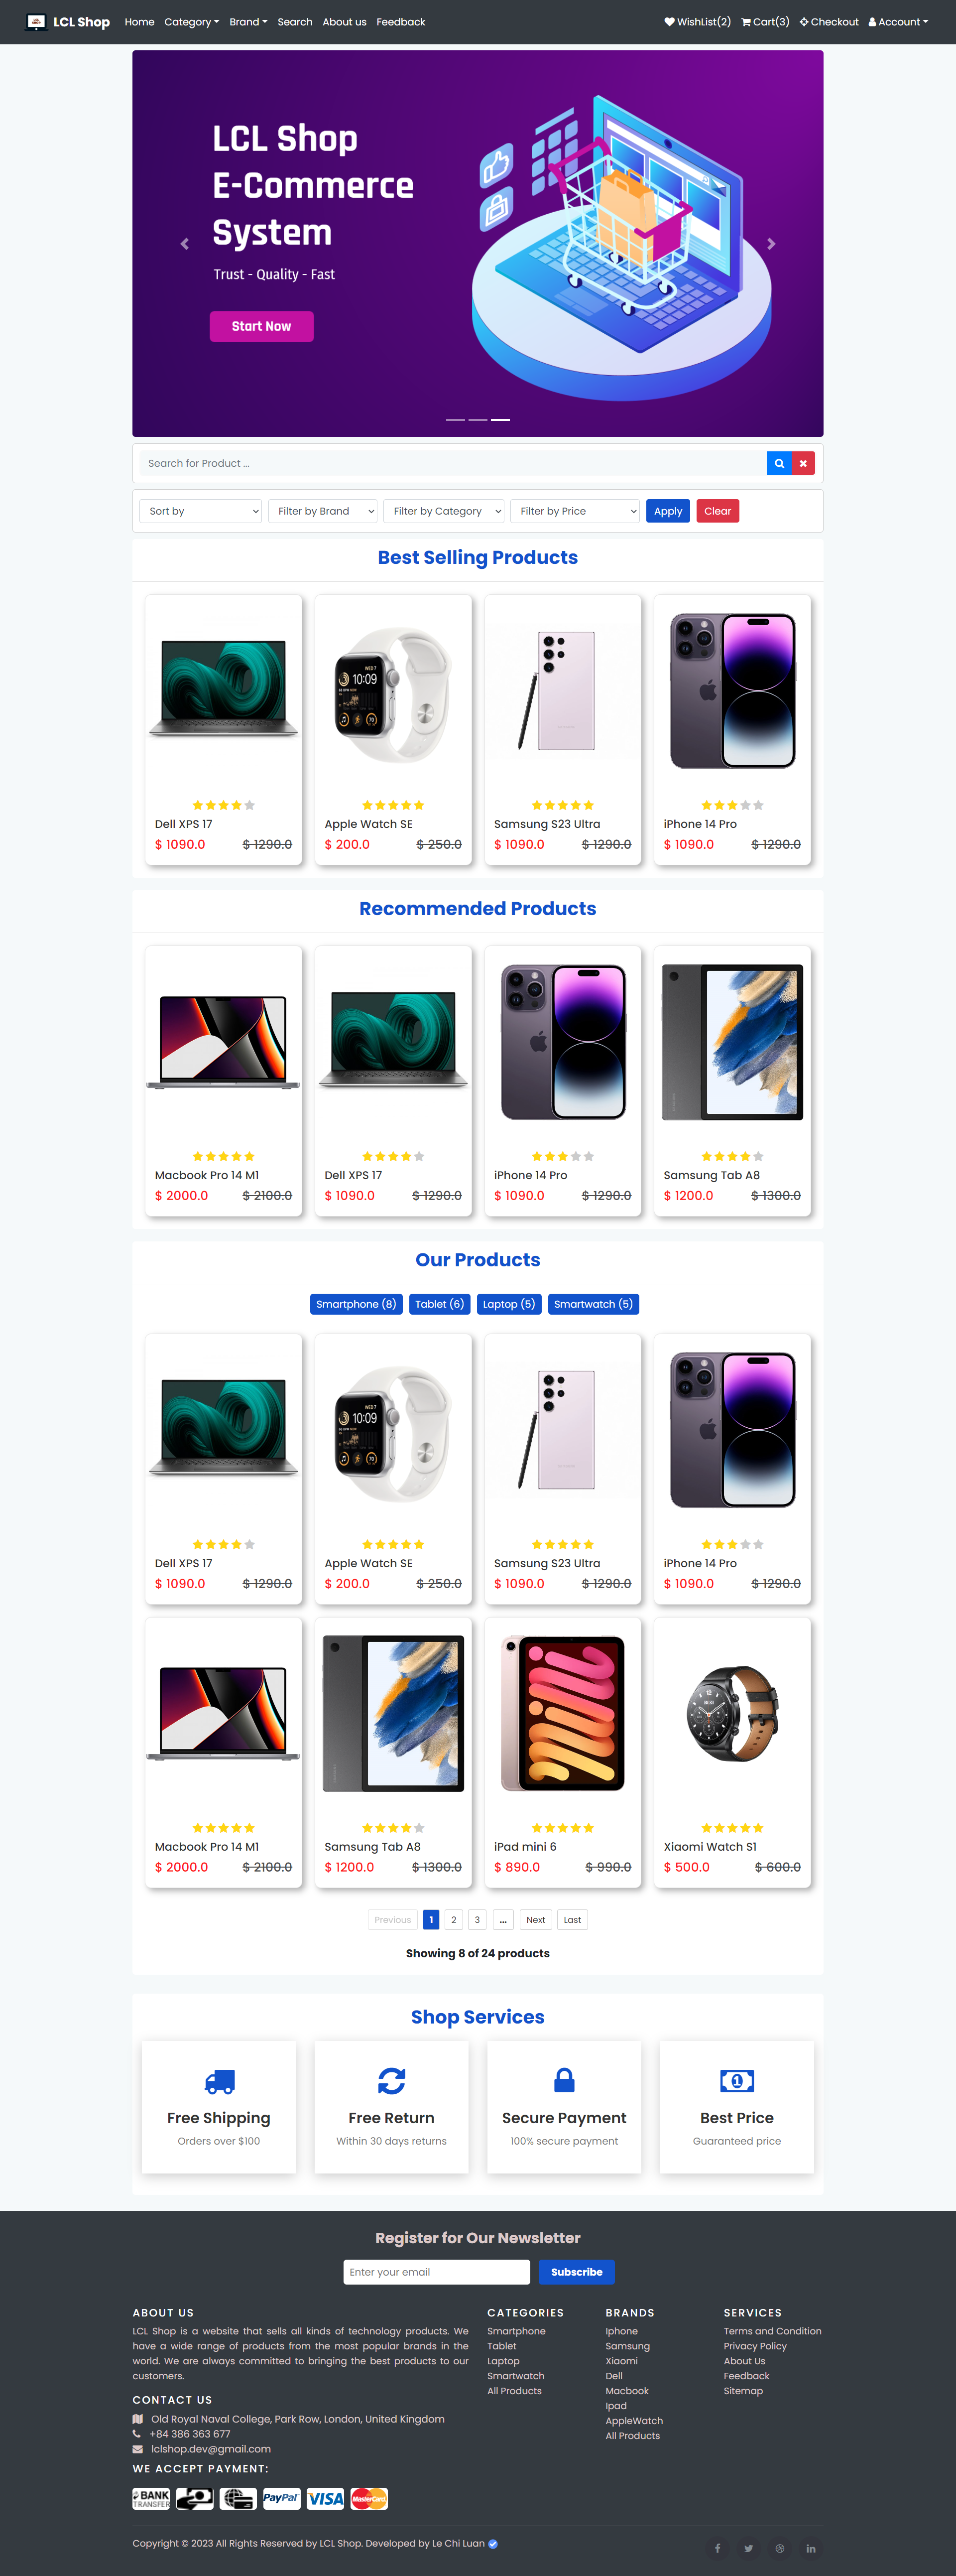 LCL Shop Home Category Brand Search About us Feedback WishList(2) Cart(3) Checkout Account
LCL Shop
E-Commerce
System
Trust - Quality - Fast
Start Now
Search for Product ...
Sort by Filter by Brand Filter by Category Filter by Price Apply Clear
Best Selling Products
Dell XPS 17 Apple Watch SE Samsung S23 Ultra iPhone 14 Pro
$ 1090.0 $ 1290.0 $ 200.0 $ 250.0 $ 1090.0 $ 1290.0 $ 1090.0 $ 1290.0
Recommended Products
Macbook Pro 14 M1 Dell XPS 17 iPhone 14 Pro Samsung Tab A8
$ 2000.0 $ 2100.0 $ 1090.0 $ 1290.0 $ 1090.0 $ 1290.0 $ 1200.0 $ 1300.0
Our Products
Smartphone (8) Tablet (6) Laptop (5) Smartwatch (5)
Dell XPS 17 Apple Watch SE Samsung S23 Ultra iPhone 14 Pro
$ 1090.0 $ 1290.0 $ 200.0 $ 250.0 $ 1090.0 $ 1290.0 $ 1090.0 $ 1290.0
Macbook Pro 14 M1 Samsung Tab A8 iPad mini 6 Xiaomi Watch S1
$ 2000.0 $ 2100.0 $ 1200.0 $ 1300.0 $ 890.0 $ 990.0 $ 500.0 $ 600.0
Previous 1 2 3 ... Next Last
Showing 8 of 24 products
Shop Services
Free Shipping Free Return Secure Payment Best Price
Orders over $100 Within 30 days returns 100% secure payment Guaranteed price
Register for Our Newsletter
Enter your email Subscribe
ABOUT US
LCL Shop is a website that sells all kinds of technology products. We
have a wide range of products from the most popular brands in the
world. We are always committed to bringing the best products to our
customers.
CONTACT US
Old Royal Naval College, Park Row, London, United Kingdom
+84 386 363 677
lclshop.dev@gmail.com
WE ACCEPT PAYMENT:
BANK TRANSFER PayPal VISA MasterCard
CATEGORIES
Smartphone
Tablet
Laptop
Smartwatch
All Products
BRANDS
Iphone
Samsung
Xiaomi
Dell
Macbook
Ipad
AppleWatch
All Products
SERVICES
Terms and Condition
Privacy Policy
About Us
Feedback
Sitemap
Copyright © 2023 All Rights Reserved by LCL Shop. Developed by Le Chi Luan